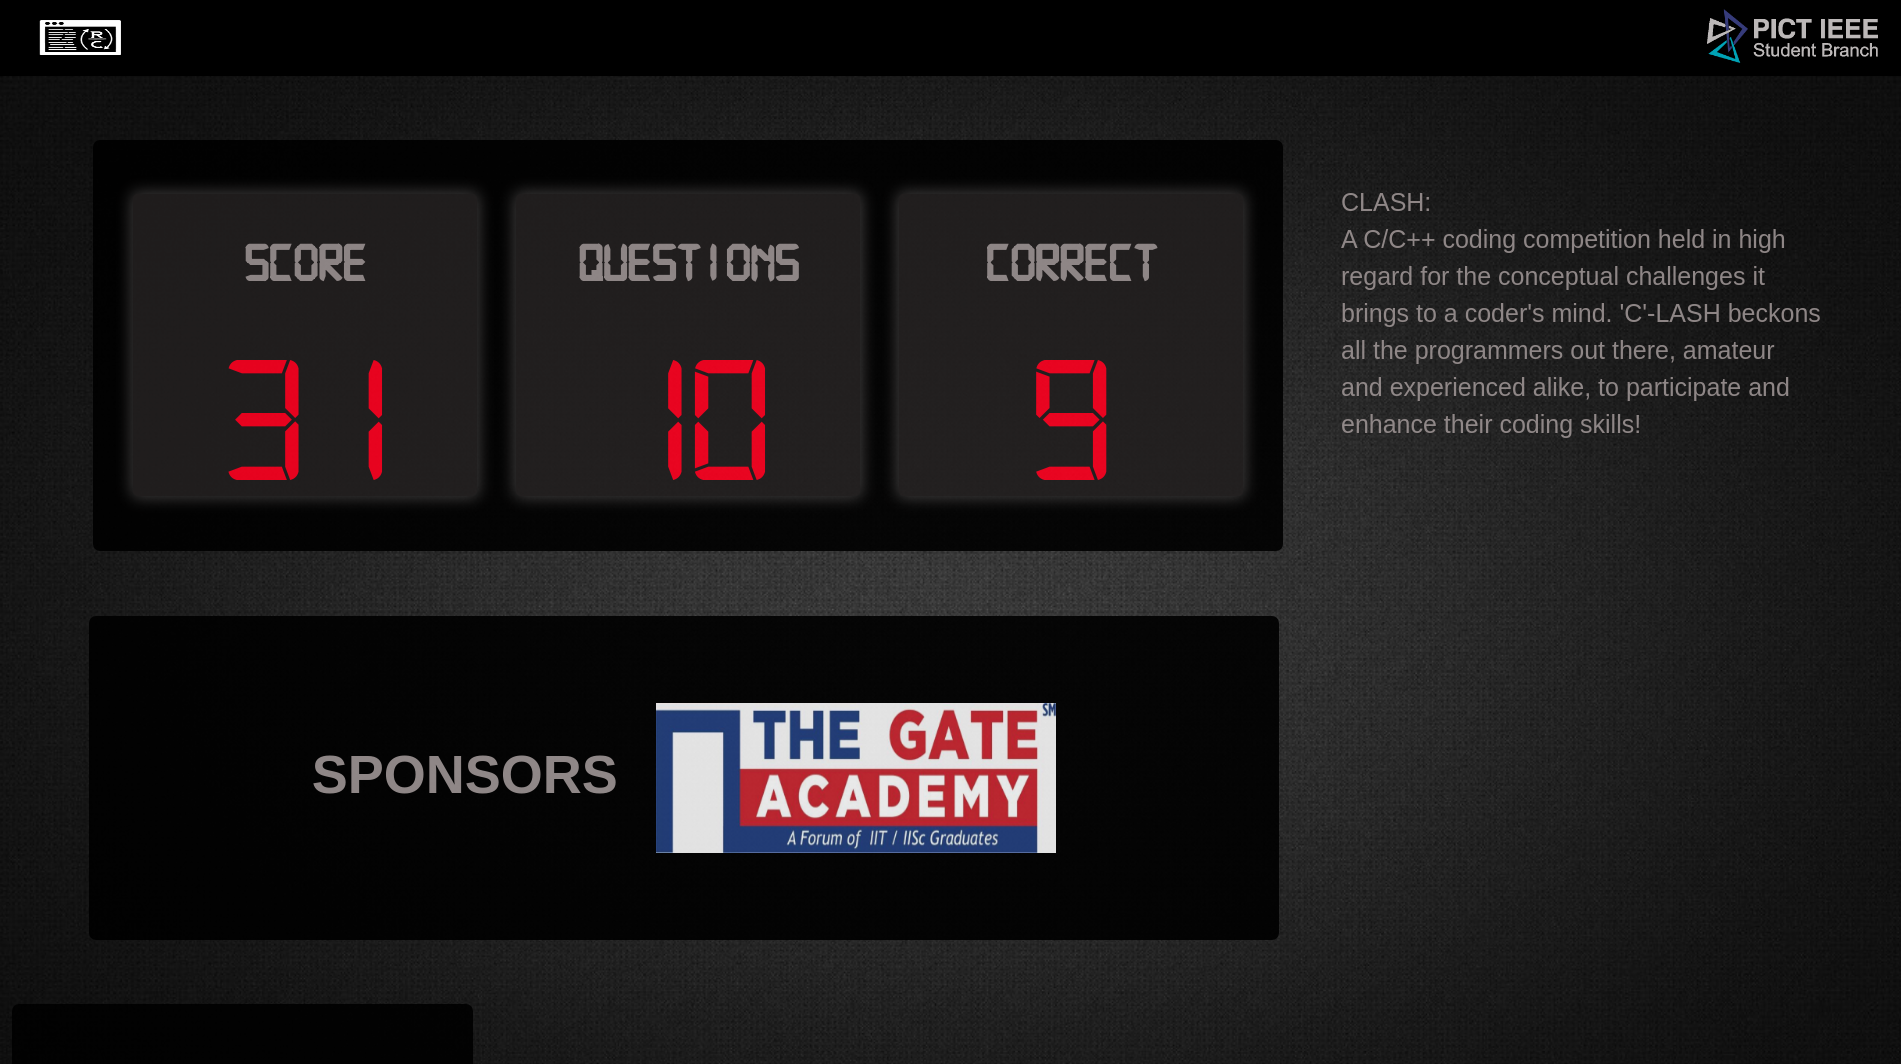 PICT IEEE
Student Branch
SCORE
QUESTIONS
CORRECT
31
10
9
CLASH:
A C/C++ coding competition held in high
regard for the conceptual challenges it
brings to a coder's mind. 'C'-LASH beckons
all the programmers out there, amateur
and experienced alike, to participate and
enhance their coding skills!
SPONSORS
THE GATE SM
ACADEMY
A Forum of IIT / IISc Graduates